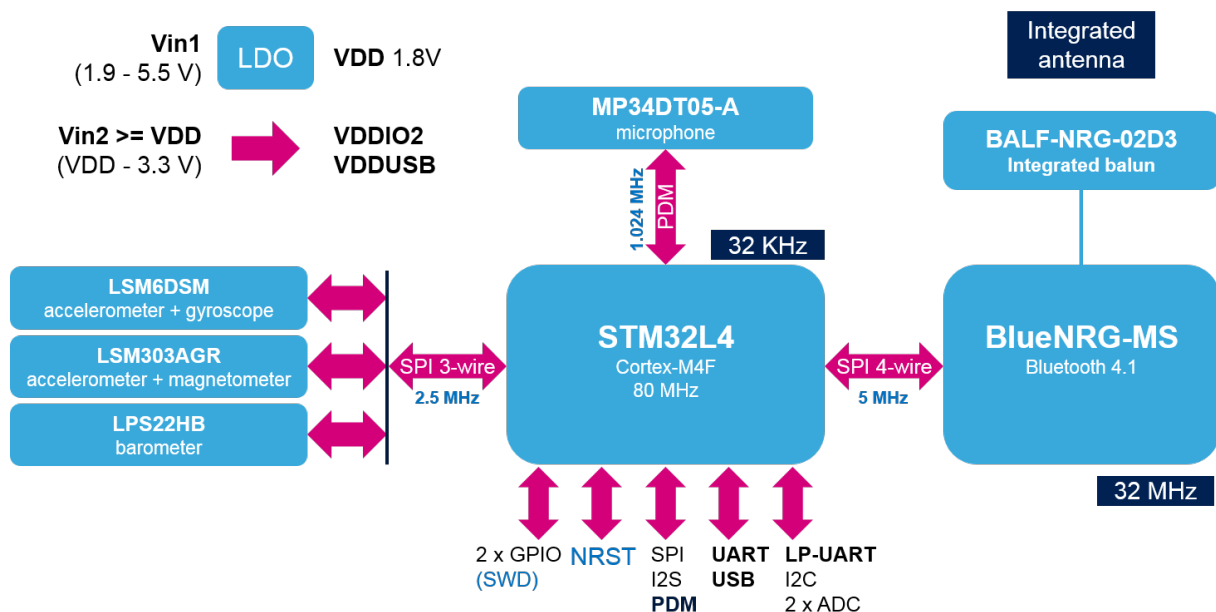 Vin1
(1.9 - 5.5 V)
LDO
VDD 1.8V
Vin2 >= VDD
(VDD - 3.3 V)
VDDIO2
VDDUSB
Integrated
antenna
MP34DT05-A
microphone
BALF-NRG-02D3
Integrated balun
1.024 MHz
PDM
32 KHz
LSM6DSM
accelerometer + gyroscope
LSM303AGR
accelerometer + magnetometer
LPS22HB
barometer
SPI 3-wire
2.5 MHz
STM32L4
Cortex-M4F
80 MHz
SPI 4-wire
5 MHz
BlueNRG-MS
Bluetooth 4.1
32 MHz
2 x GPIO
(SWD)
NRST
SPI
I2S
PDM
UART
USB
LP-UART
I2C
2 x ADC